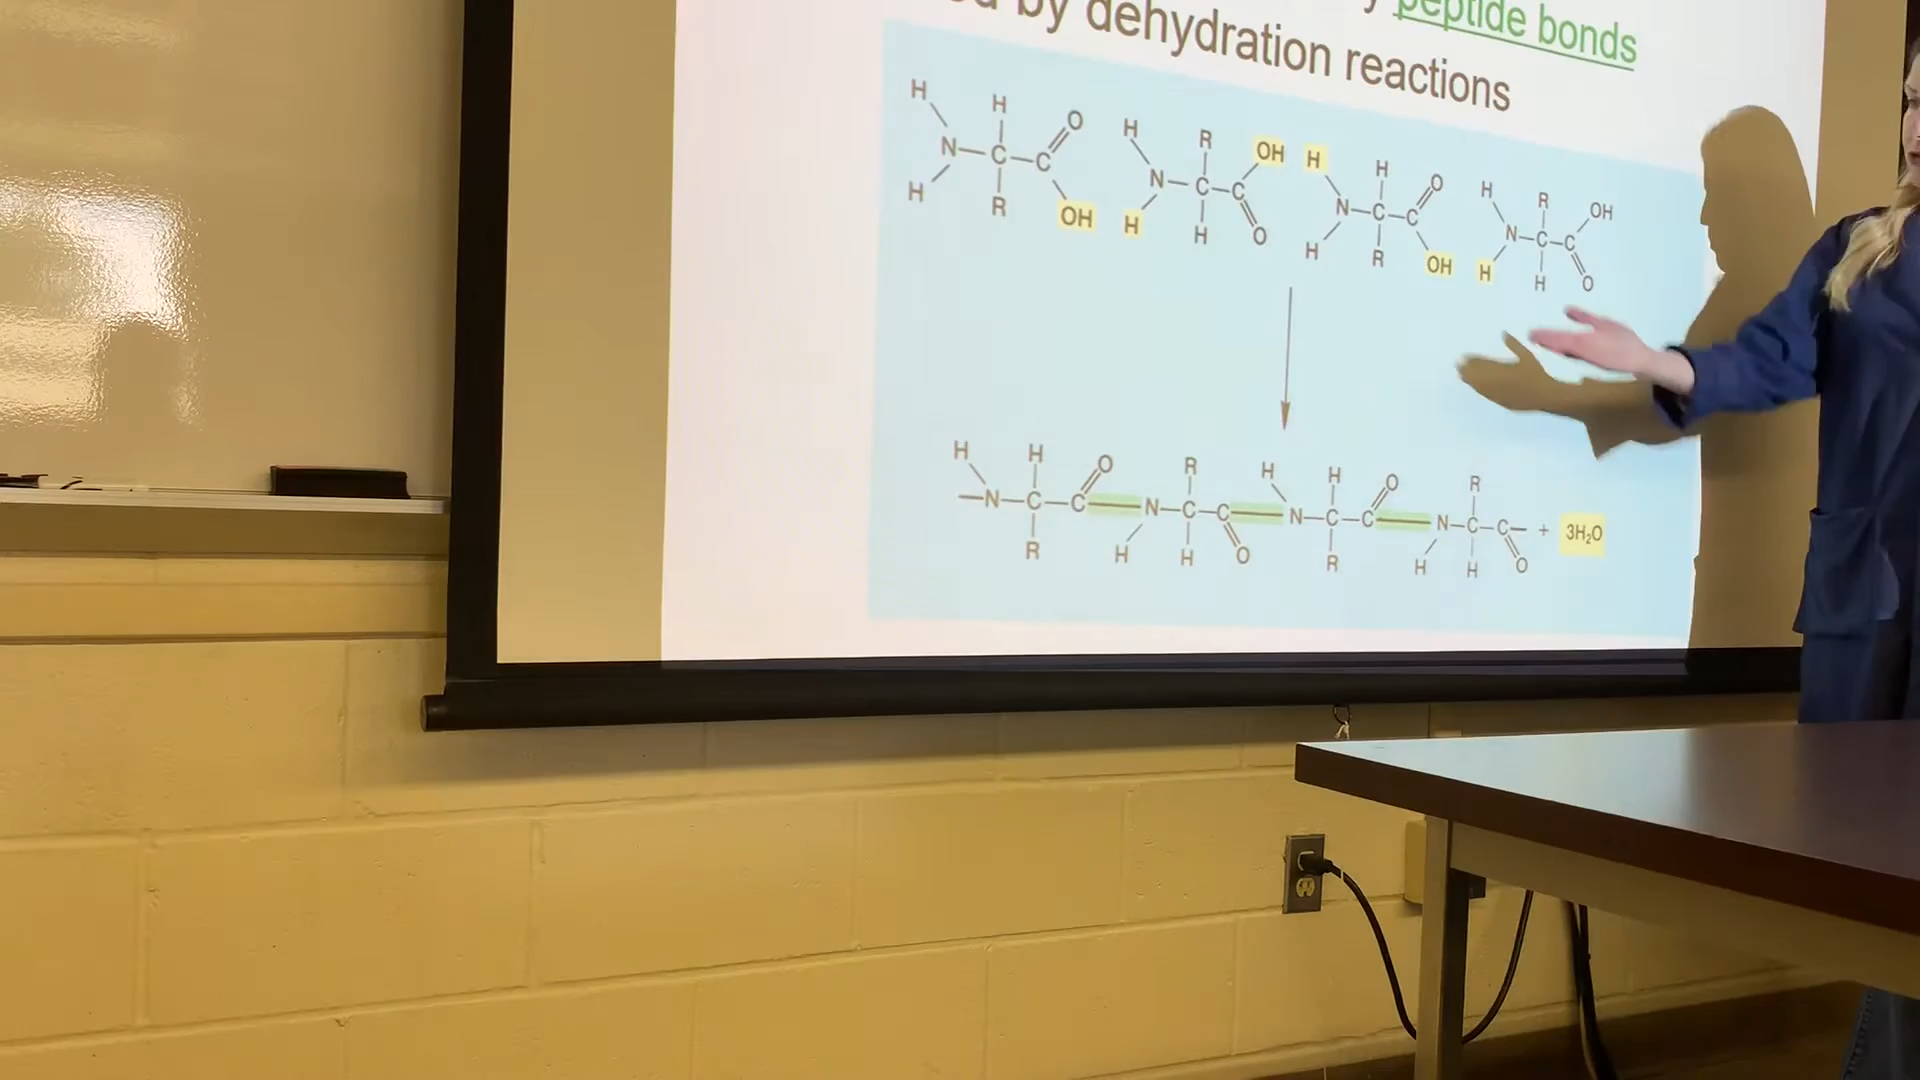 peptide bonds
by dehydration reactions
H H O H R OH H H O H R OH
N C C N C C N C C N C C
H R OH H H O H R OH H H O
H H O R H H O R
N C C N C C N C C N C C + 3H₂O
R H H O R H H O